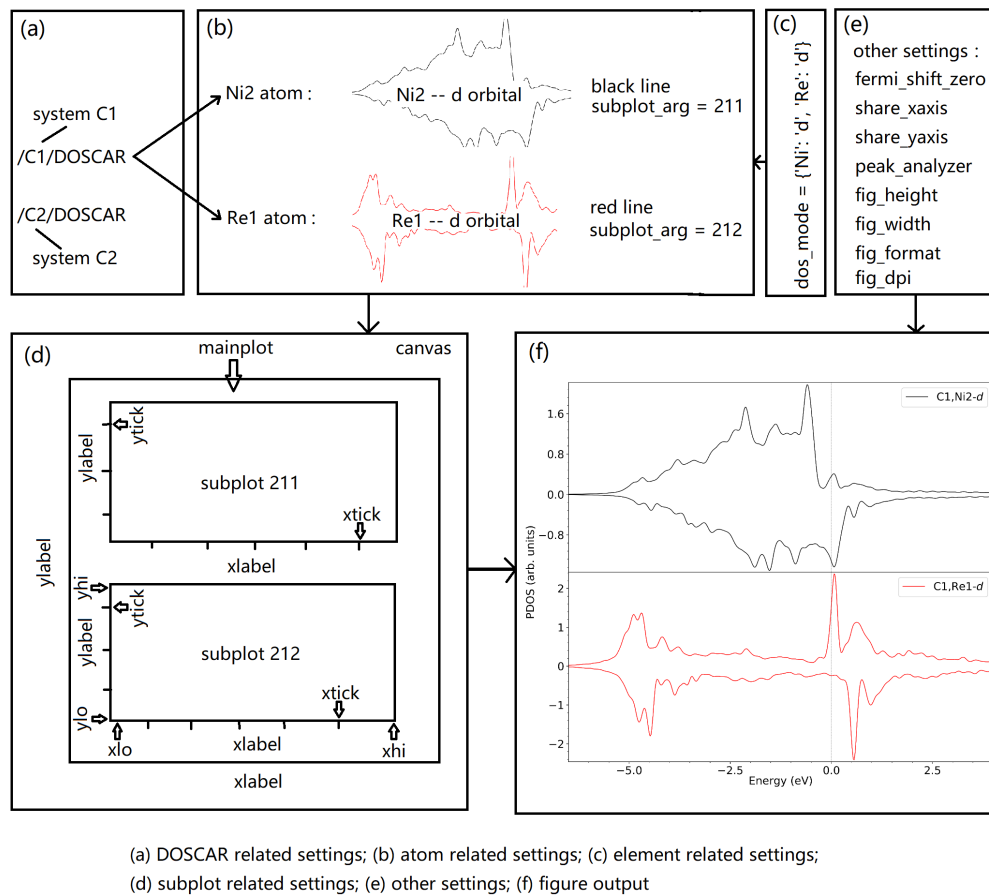 (a)
system C1
/C1/DOSCAR
/C2/DOSCAR
system C2
(b)
Ni2 atom :
Ni2 -- d orbital
black line
subplot_arg = 211
Re1 atom :
Re1 -- d orbital
red line
subplot_arg = 212
(c)
dos_mode = {'Ni': 'd', 'Re': 'd'}
(e)
other settings :
fermi_shift_zero
share_xaxis
share_yaxis
peak_analyzer
fig_height
fig_width
fig_format
fig_dpi
(d)
mainplot
canvas
ylabel
ylabel
ytick
subplot 211
xtick
xlabel
yhi
ytick
ylabel
subplot 212
ylo
xtick
xlo
xlabel
xhi
xlabel
(f)
C1,Ni2-d
1.6
0.0
−0.8
PDOS (arb. units)
C1,Re1-d
2
1
0
−1
−2
−5.0
−2.5
0.0
2.5
Energy (eV)
(a) DOSCAR related settings; (b) atom related settings; (c) element related settings;
(d) subplot related settings; (e) other settings; (f) figure output